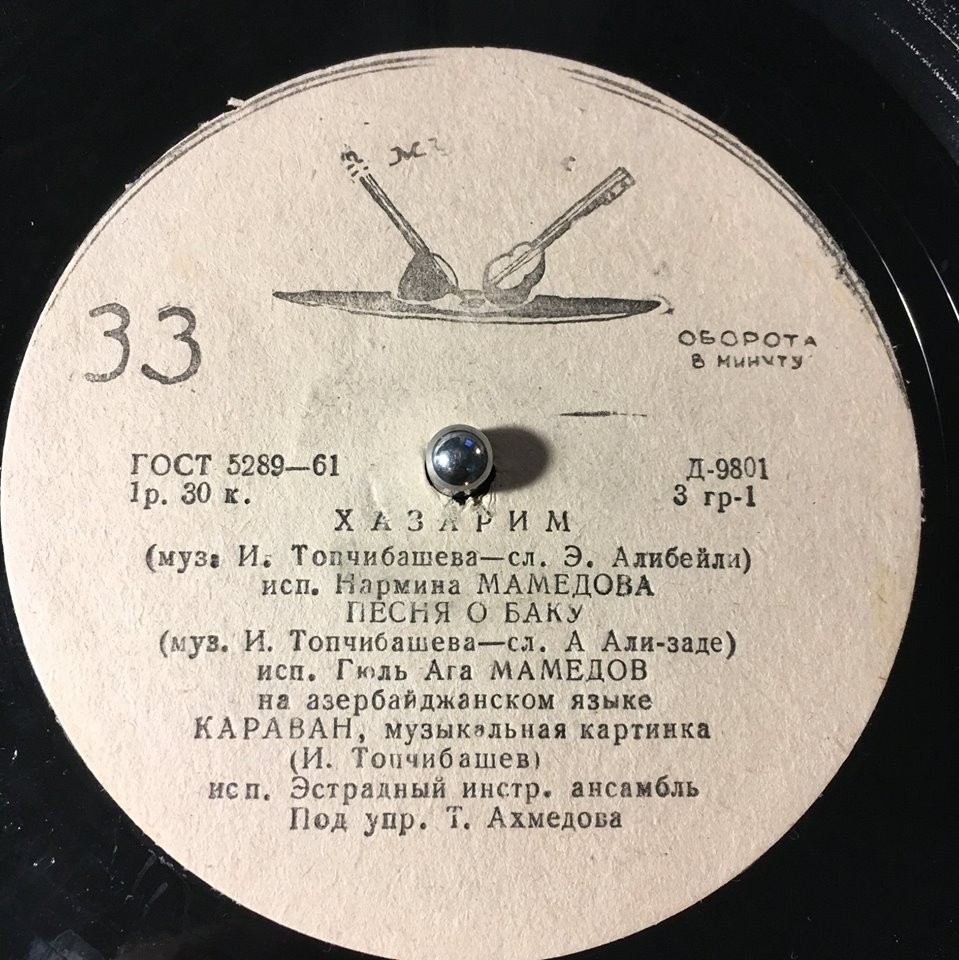 33
ОБОРОТА
В МИНУТУ
ГОСТ 5289—61
Д-9801
1р. 30 к.
3 гр-1
ХАЗАРИМ
(муз. И. Топчибашева—сл. Э. Алибейли)
исп. Нармина МАМЕДОВА
ПЕСНЯ О БАКУ
(муз. И. Топчибашева—сл. А Али-заде)
исп. Гюль Ага МАМЕДОВ
на азербайджанском языке
КАРАВАН, музыкальная картинка
(И. Топчибашев)
исп. Эстрадный инстр. ансамбль
Под упр. Т. Ахмедова